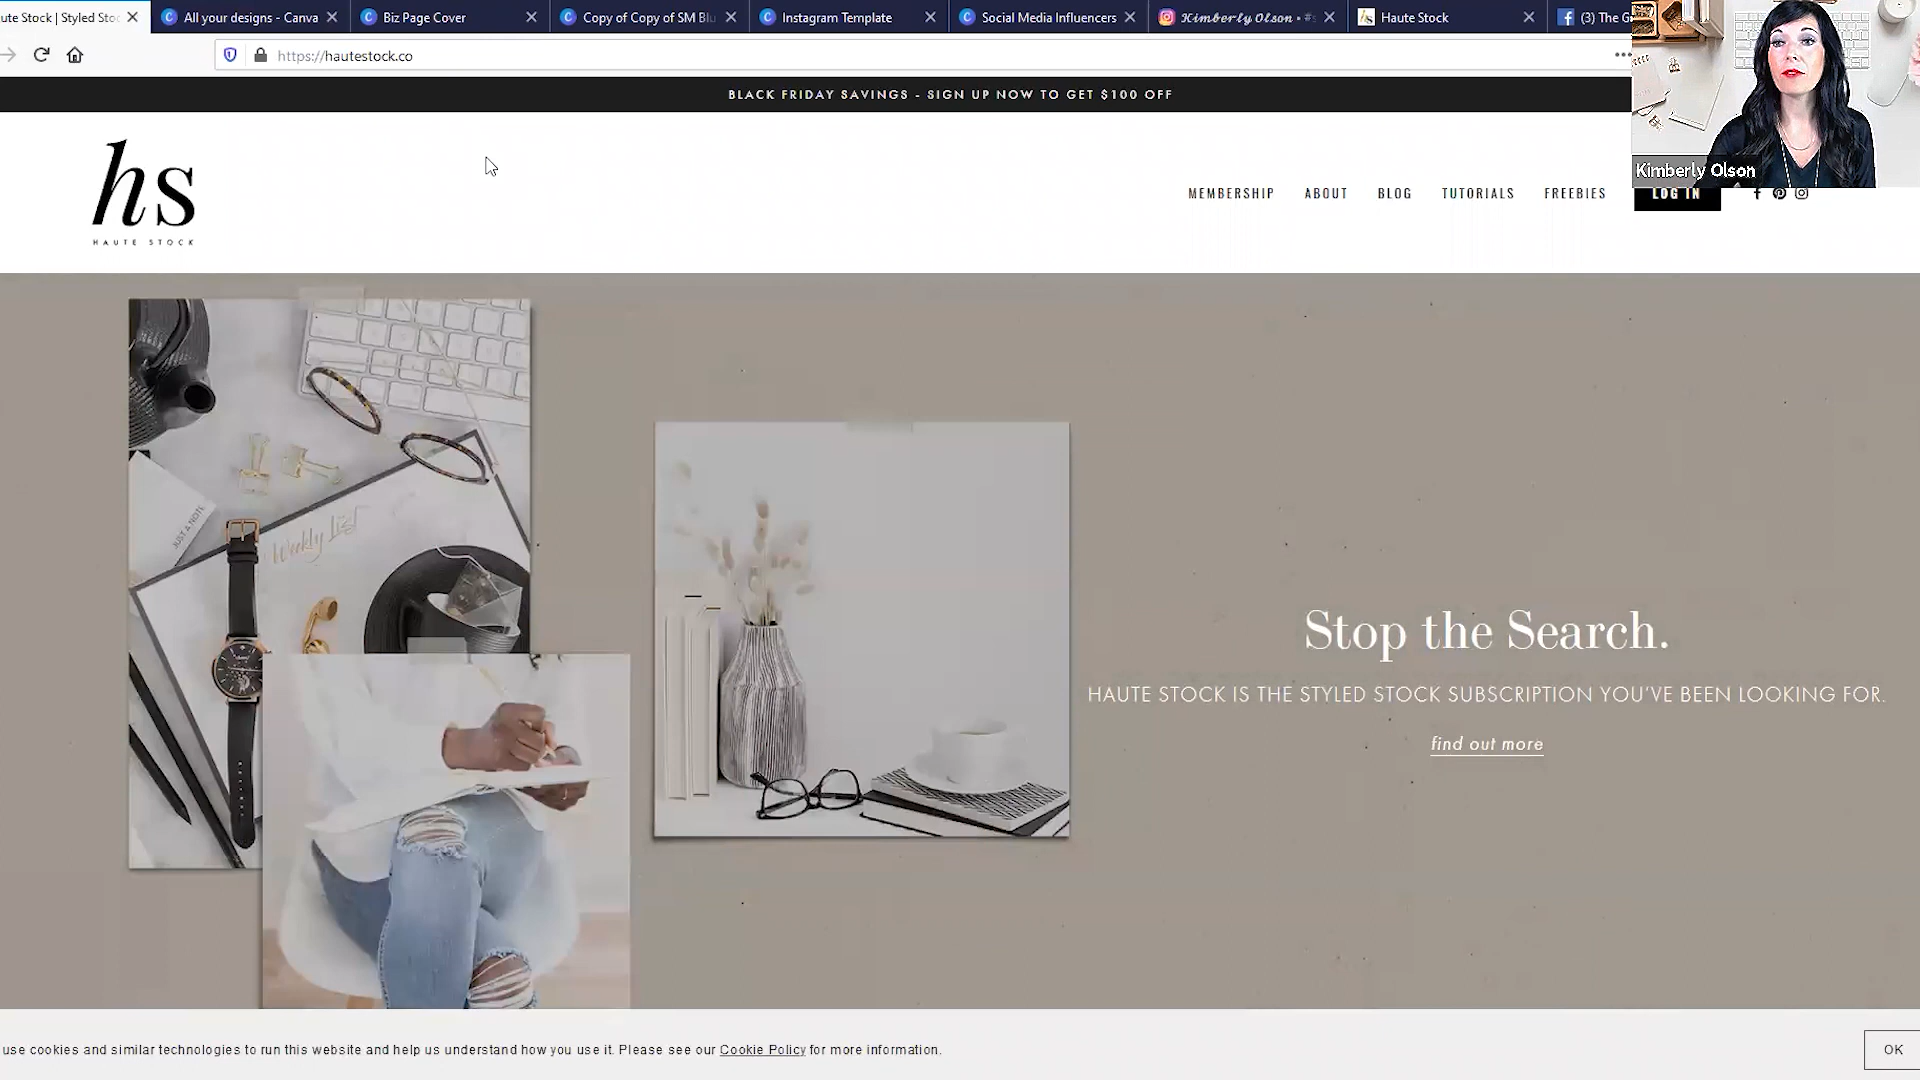 ute Stock | Styled Stoc
All your designs - Canva
Biz Page Cover
Copy of Copy of SM Blu
Instagram Template
Social Media Influencers
Kimberly Olson • #s
Haute Stock
(3) The G
https://hautestock.co
BLACK FRIDAY SAVINGS - SIGN UP NOW TO GET $100 OFF
Kimberly Olson
hs
HAUTE STOCK
MEMBERSHIP
ABOUT
BLOG
TUTORIALS
FREEBIES
LOG IN
JUST A NOTE
Weekly List
Stop the Search.
HAUTE STOCK IS THE STYLED STOCK SUBSCRIPTION YOU'VE BEEN LOOKING FOR.
find out more
use cookies and similar technologies to run this website and help us understand how you use it. Please see our Cookie Policy for more information.
OK